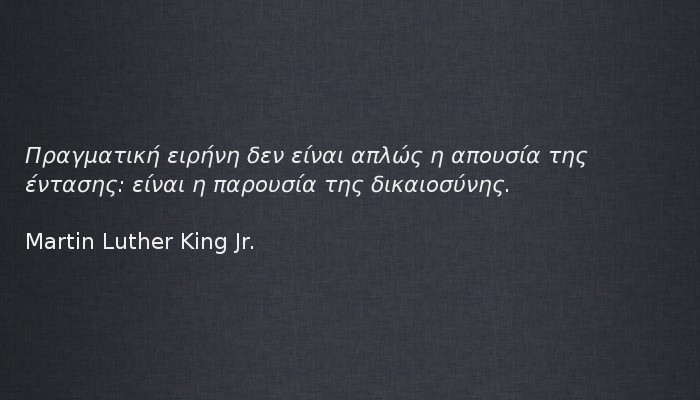 Πραγματική ειρήνη δεν είναι απλώς η απουσία της
έντασης: είναι η παρουσία της δικαιοσύνης.
Martin Luther King Jr.